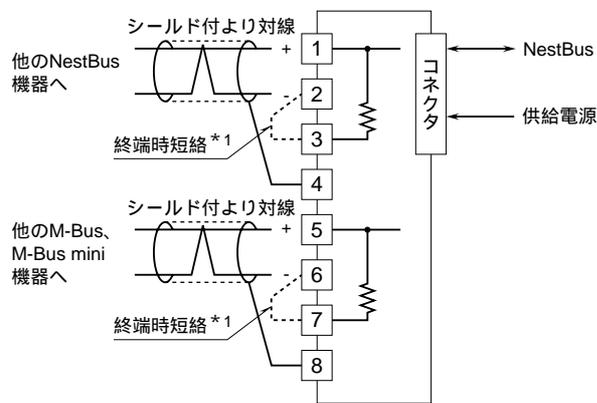 シールド付より対線
他のNestBus
機器へ
+
-
1
2
3
4
終端時短絡*1
コネクタ
NestBus
供給電源
シールド付より対線
他のM-Bus、
M-Bus mini
機器へ
+
-
5
6
7
8
終端時短絡*1